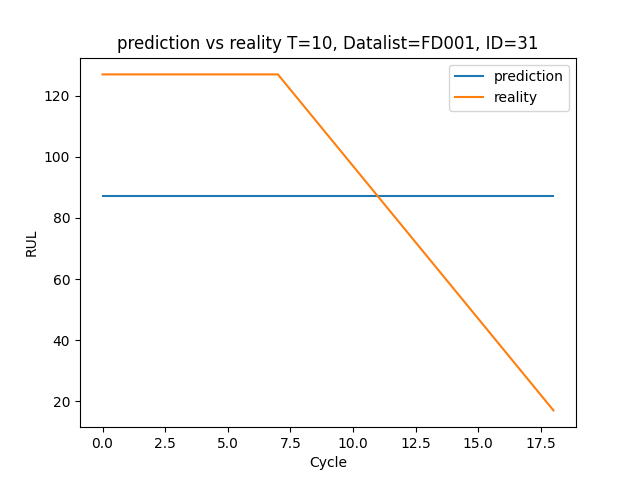 prediction vs reality T=10, Datalist=FD001, ID=31
prediction
reality
RUL
120
100
80
60
40
20
0.0 2.5 5.0 7.5 10.0 12.5 15.0 17.5
Cycle